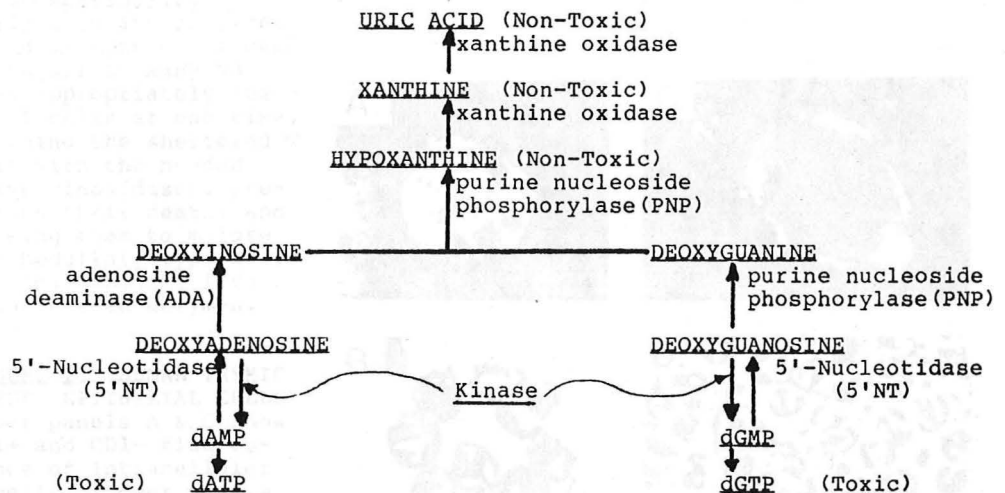 URIC ACID (Non-Toxic)
xanthine oxidase
XANTHINE (Non-Toxic)
xanthine oxidase
HYPOXANTHINE (Non-Toxic)
purine nucleoside
phosphorylase(PNP)
DEOXYINOSINE DEOXYGUANINE
adenosine purine nucleoside
deaminase(ADA) phosphorylase(PNP)
DEOXYADENOSINE DEOXYGUANOSINE
5'-Nucleotidase 5'-Nucleotidase
(5'NT) Kinase (5'NT)
dAMP dGMP
(Toxic) dATP dGTP (Toxic)